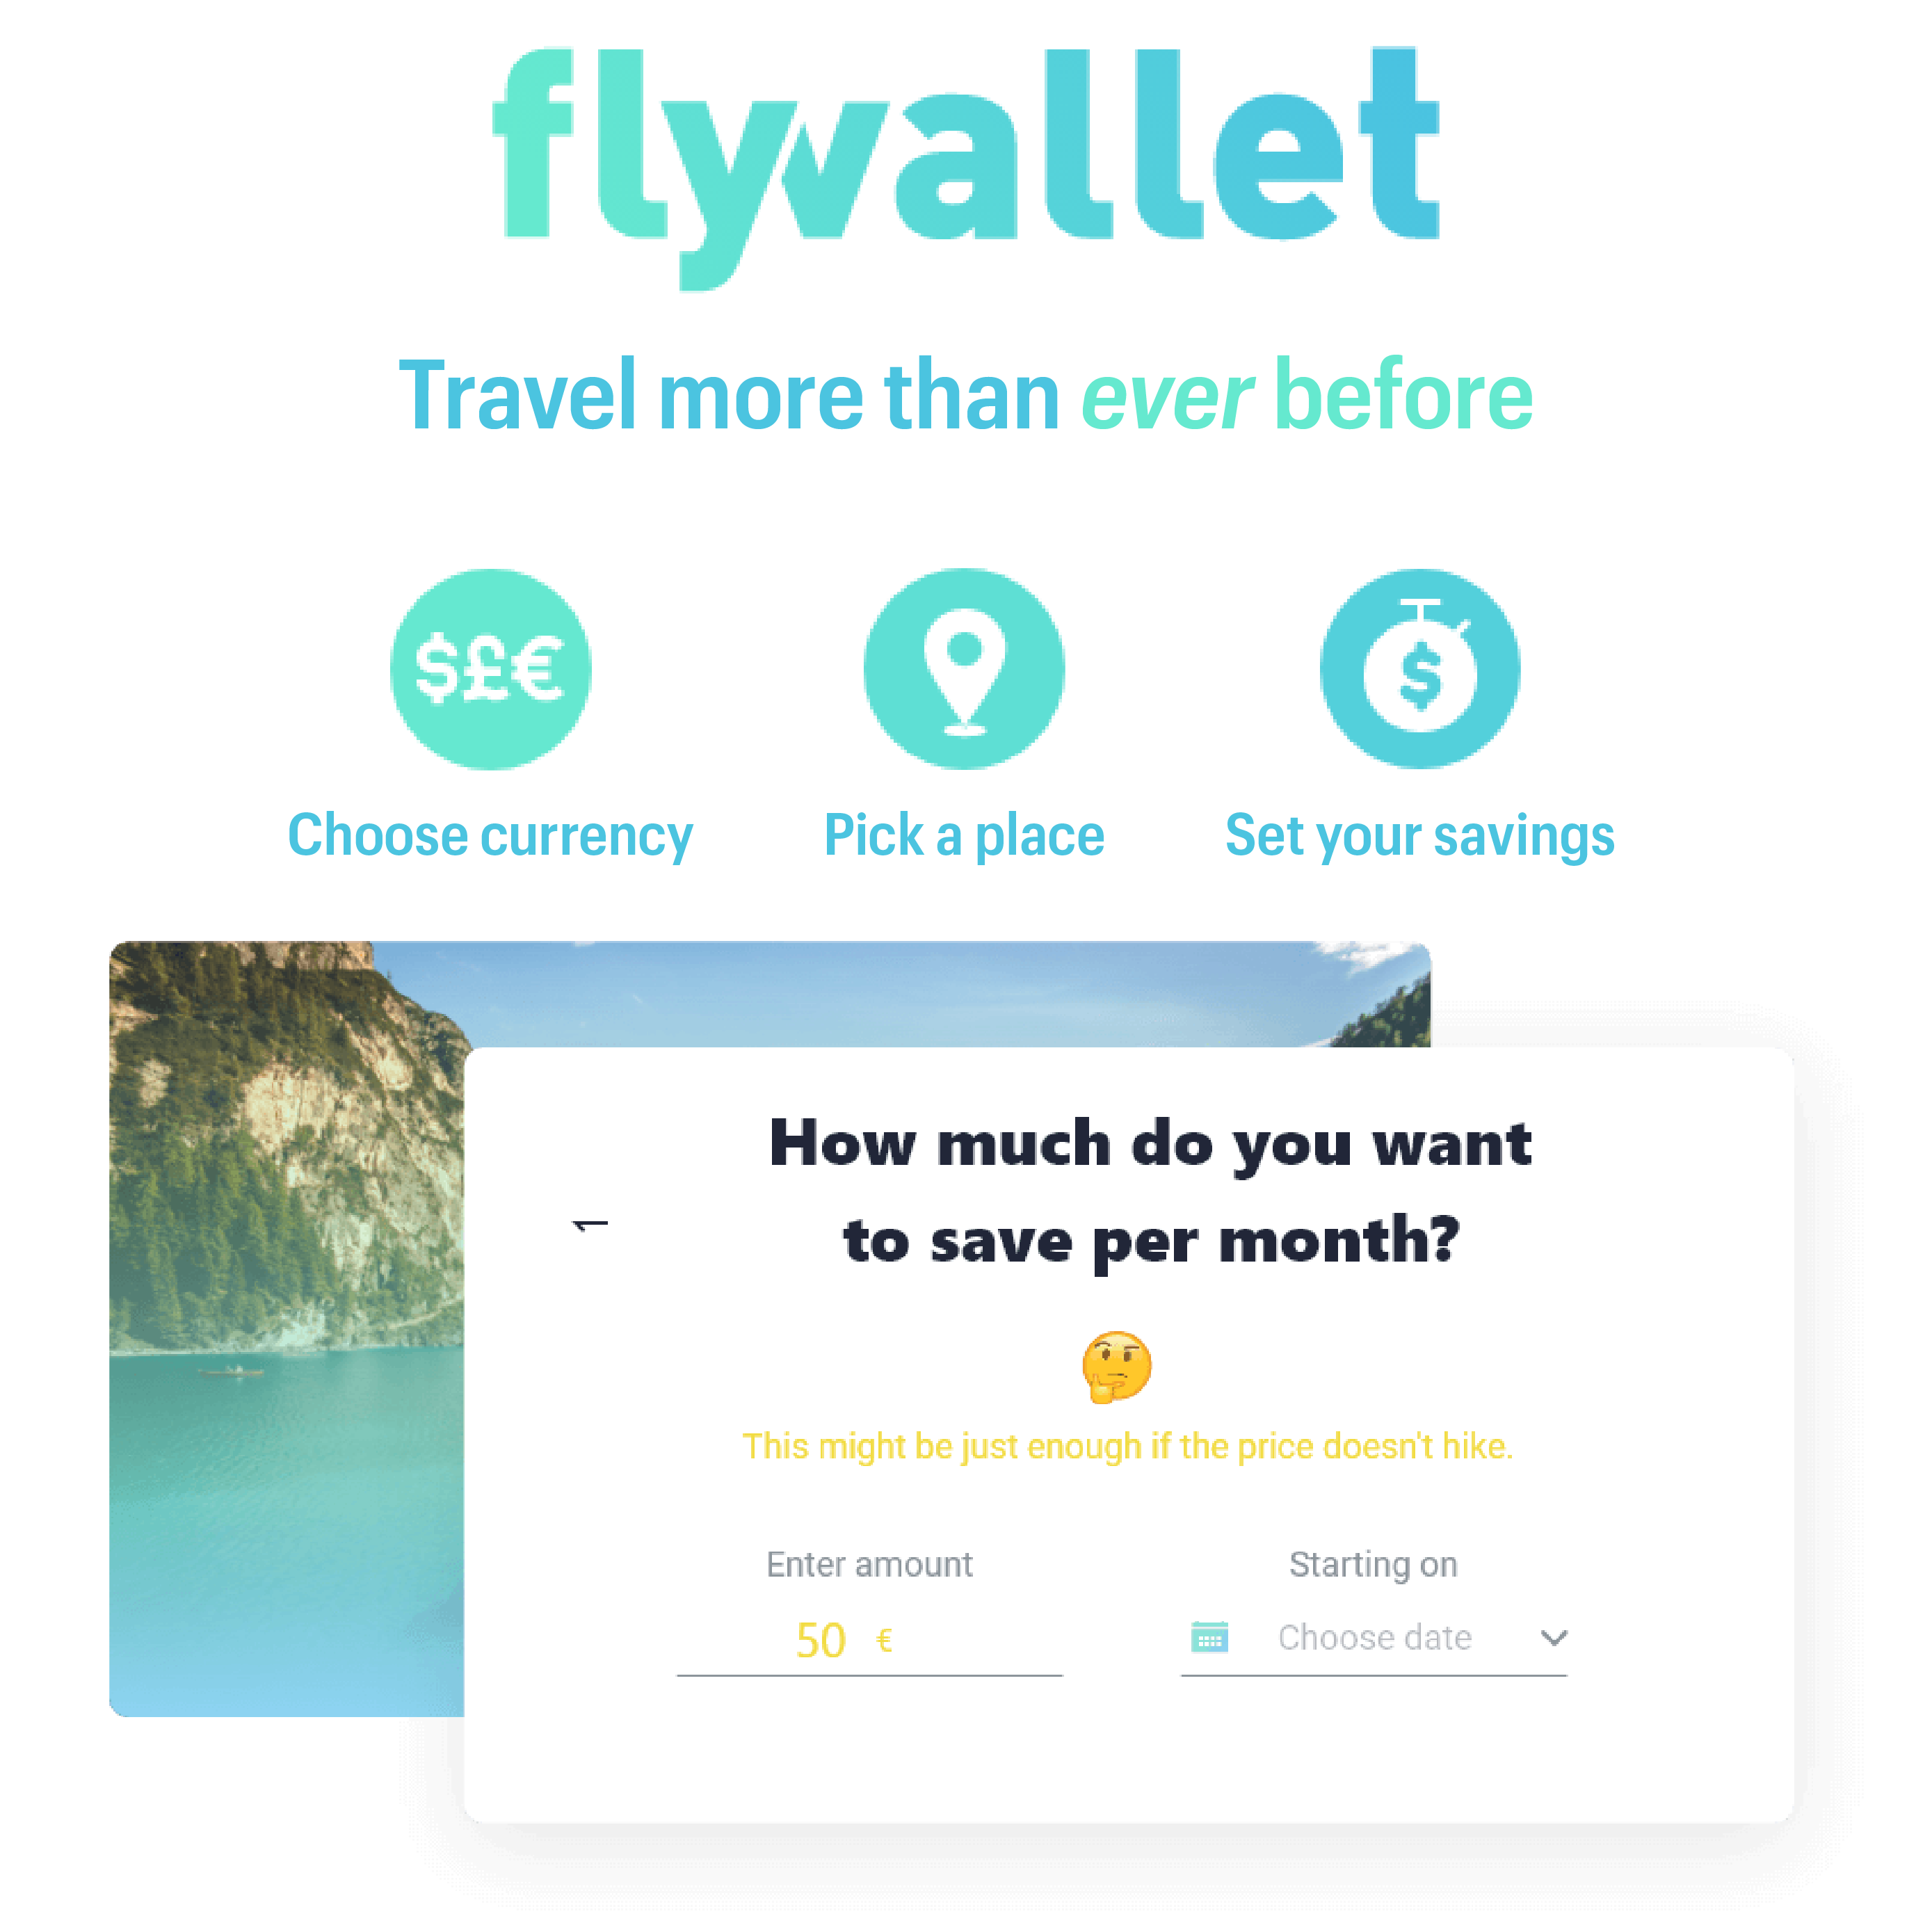 flywallet
Travel more than ever before
$£€
$
Choose currency
Pick a place
Set your savings
How much do you want
to save per month?
This might be just enough if the price doesn't hike.
Enter amount
Starting on
50 €
Choose date